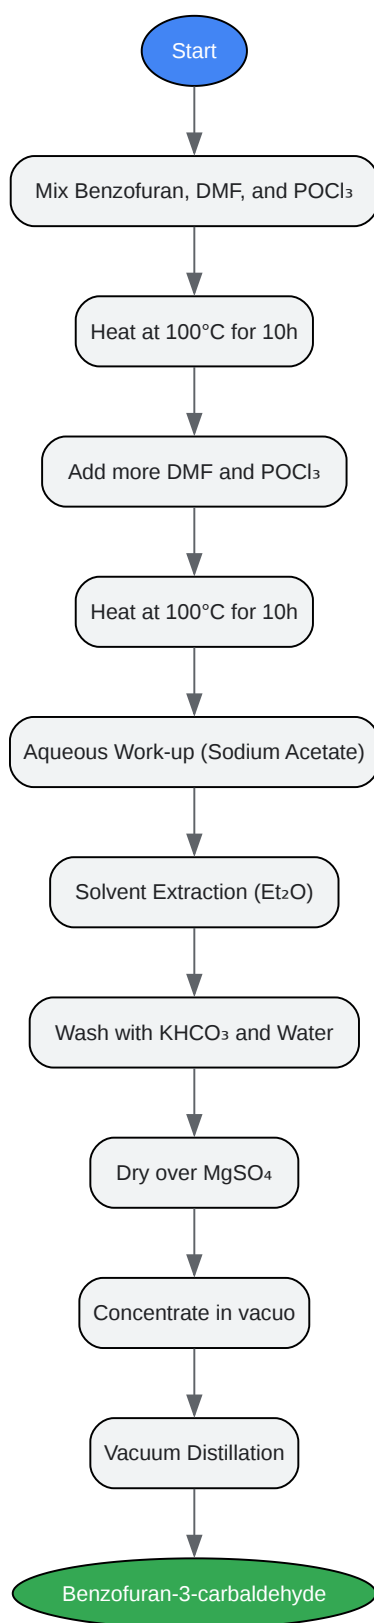 Start
Mix Benzofuran, DMF, and POCl₃
Heat at 100°C for 10h
Add more DMF and POCl₃
Heat at 100°C for 10h
Aqueous Work-up (Sodium Acetate)
Solvent Extraction (Et₂O)
Wash with KHCO₃ and Water
Dry over MgSO₄
Concentrate in vacuo
Vacuum Distillation
Benzofuran-3-carbaldehyde